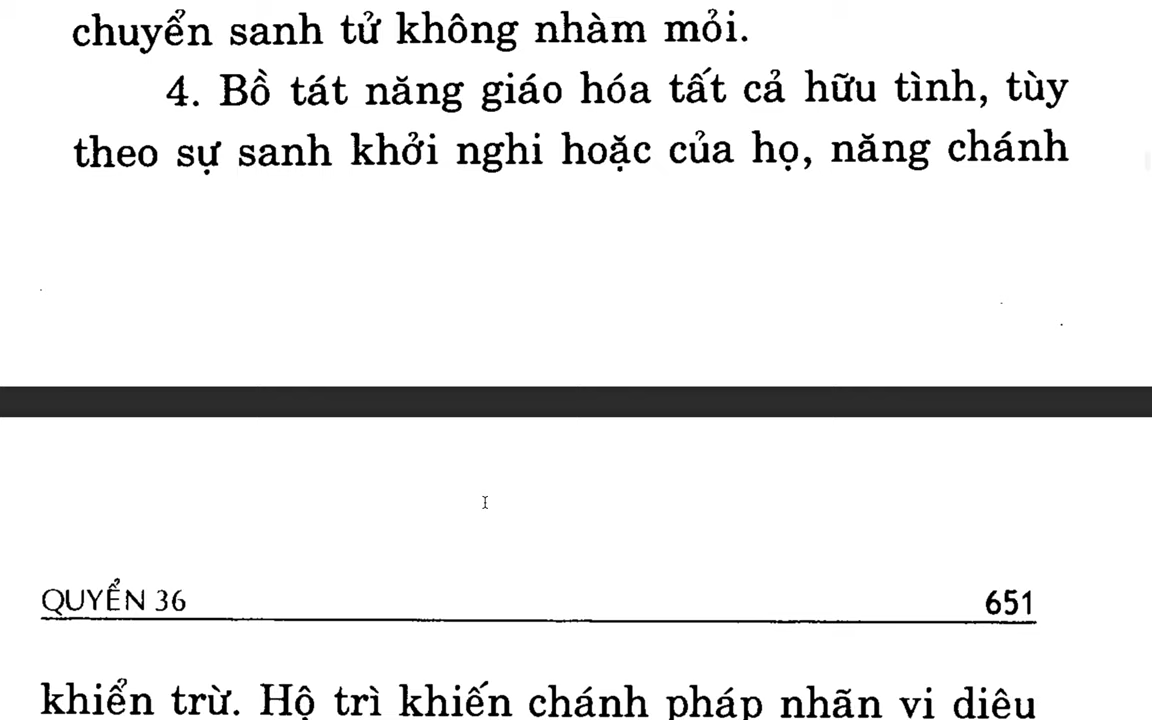 chuyển sanh tử không nhàm mỏi.
4. Bồ tát năng giáo hóa tất cả hữu tình, tùy
theo sự sanh khởi nghi hoặc của họ, năng chánh
QUYỂN 36 651
khiển trừ. Hộ trì khiến chánh pháp nhãn vi diêu